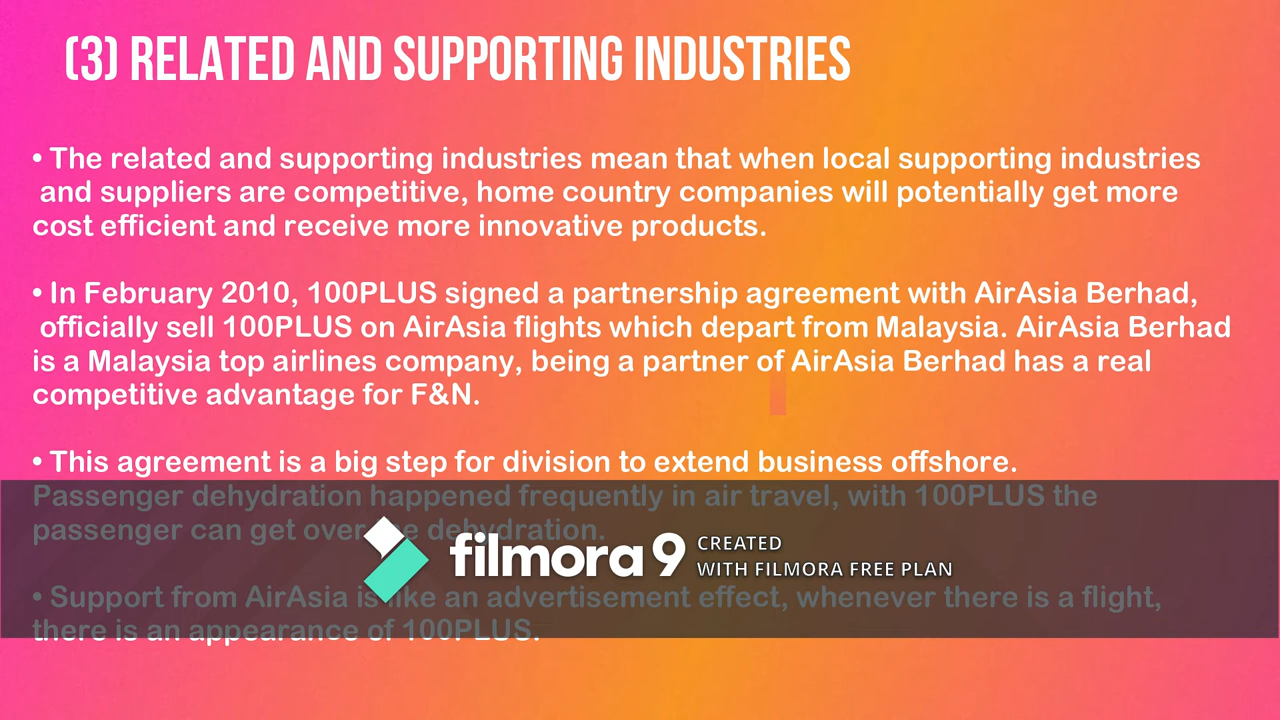 (3) RELATED AND SUPPORTING INDUSTRIES
• The related and supporting industries mean that when local supporting industries
and suppliers are competitive, home country companies will potentially get more
cost efficient and receive more innovative products.
• In February 2010, 100PLUS signed a partnership agreement with AirAsia Berhad,
officially sell 100PLUS on AirAsia flights which depart from Malaysia. AirAsia Berhad
is a Malaysia top airlines company, being a partner of AirAsia Berhad has a real
competitive advantage for F&N.
• This agreement is a big step for division to extend business offshore.
Passenger dehydration happened frequently in air travel, with 100PLUS the
passenger can get dehydration.
filmora 9
CREATED
WITH FILMORA FREE PLAN
• Support from AirAsia is like an advertisement effect, whenever there is a flight,
there is an appearance of 100PLUS.